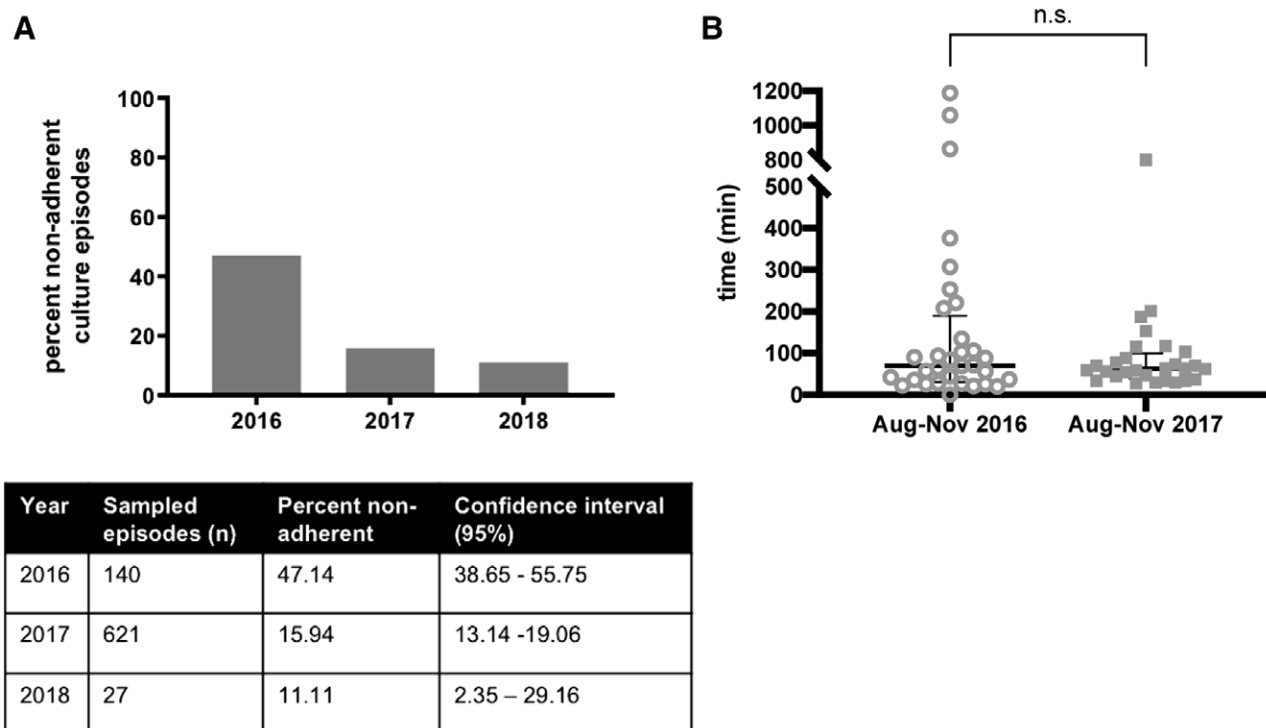 A
percent non-adherent
culture episodes
100
80
60
40
20
0
2016 2017 2018
B
n.s.
time (min)
1200
1000
800
500
400
300
200
100
0
Aug-Nov 2016 Aug-Nov 2017
Year Sampled episodes (n) Percent non-adherent Confidence interval (95%)
2016 140 47.14 38.65 - 55.75
2017 621 15.94 13.14 -19.06
2018 27 11.11 2.35 – 29.16